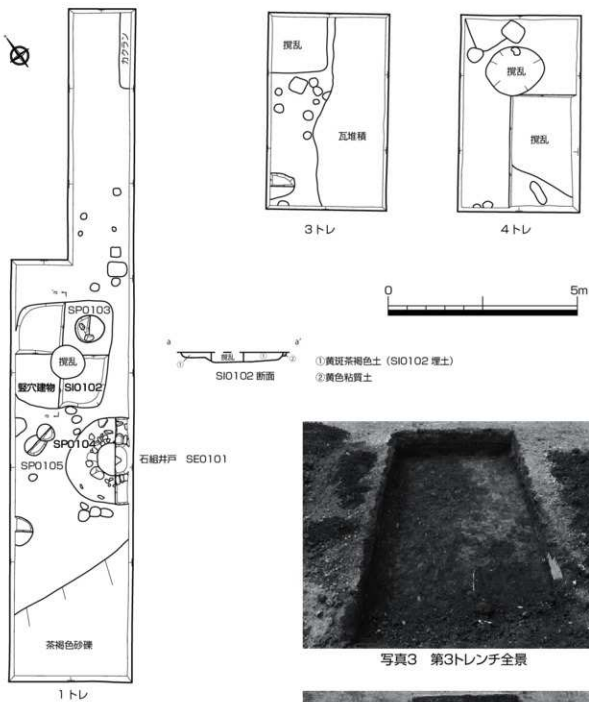 カクラン
SP0103
撹乱
竪穴建物 SI0102
SP0104
SP0105
石組井戸 SE0101
茶褐色砂礫
1トレ
撹乱
瓦堆積
3トレ
撹乱
撹乱
4トレ
0 5m
a a'
① 撹乱 ① ②
SI0102 断面
①黄斑茶褐色土（SI0102 埋土）
②黄色粘質土
写真3 第3トレンチ全景